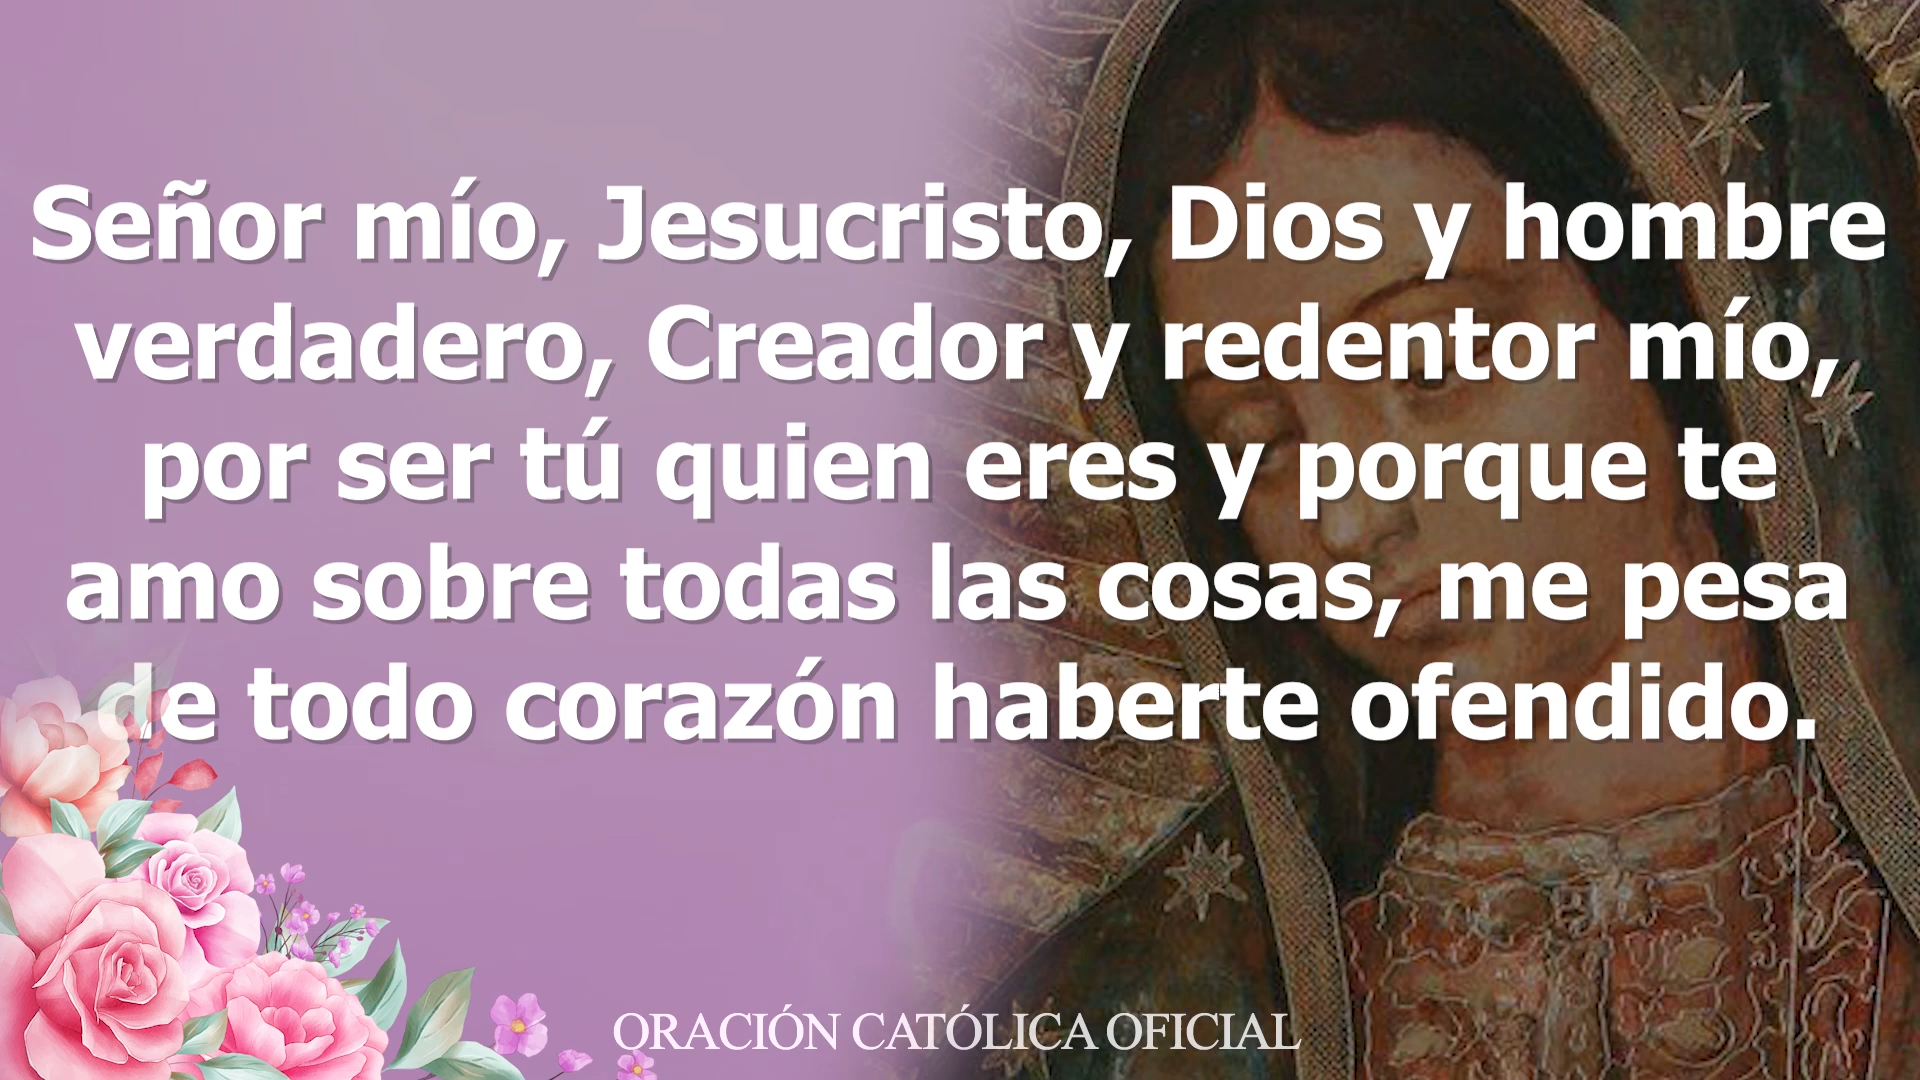 Señor mío, Jesucristo, Dios y hombre
verdadero, Creador y redentor mío,
por ser tú quien eres y porque te
amo sobre todas las cosas, me pesa
de todo corazón haberte ofendido.
ORACIÓN CATÓLICA OFICIAL